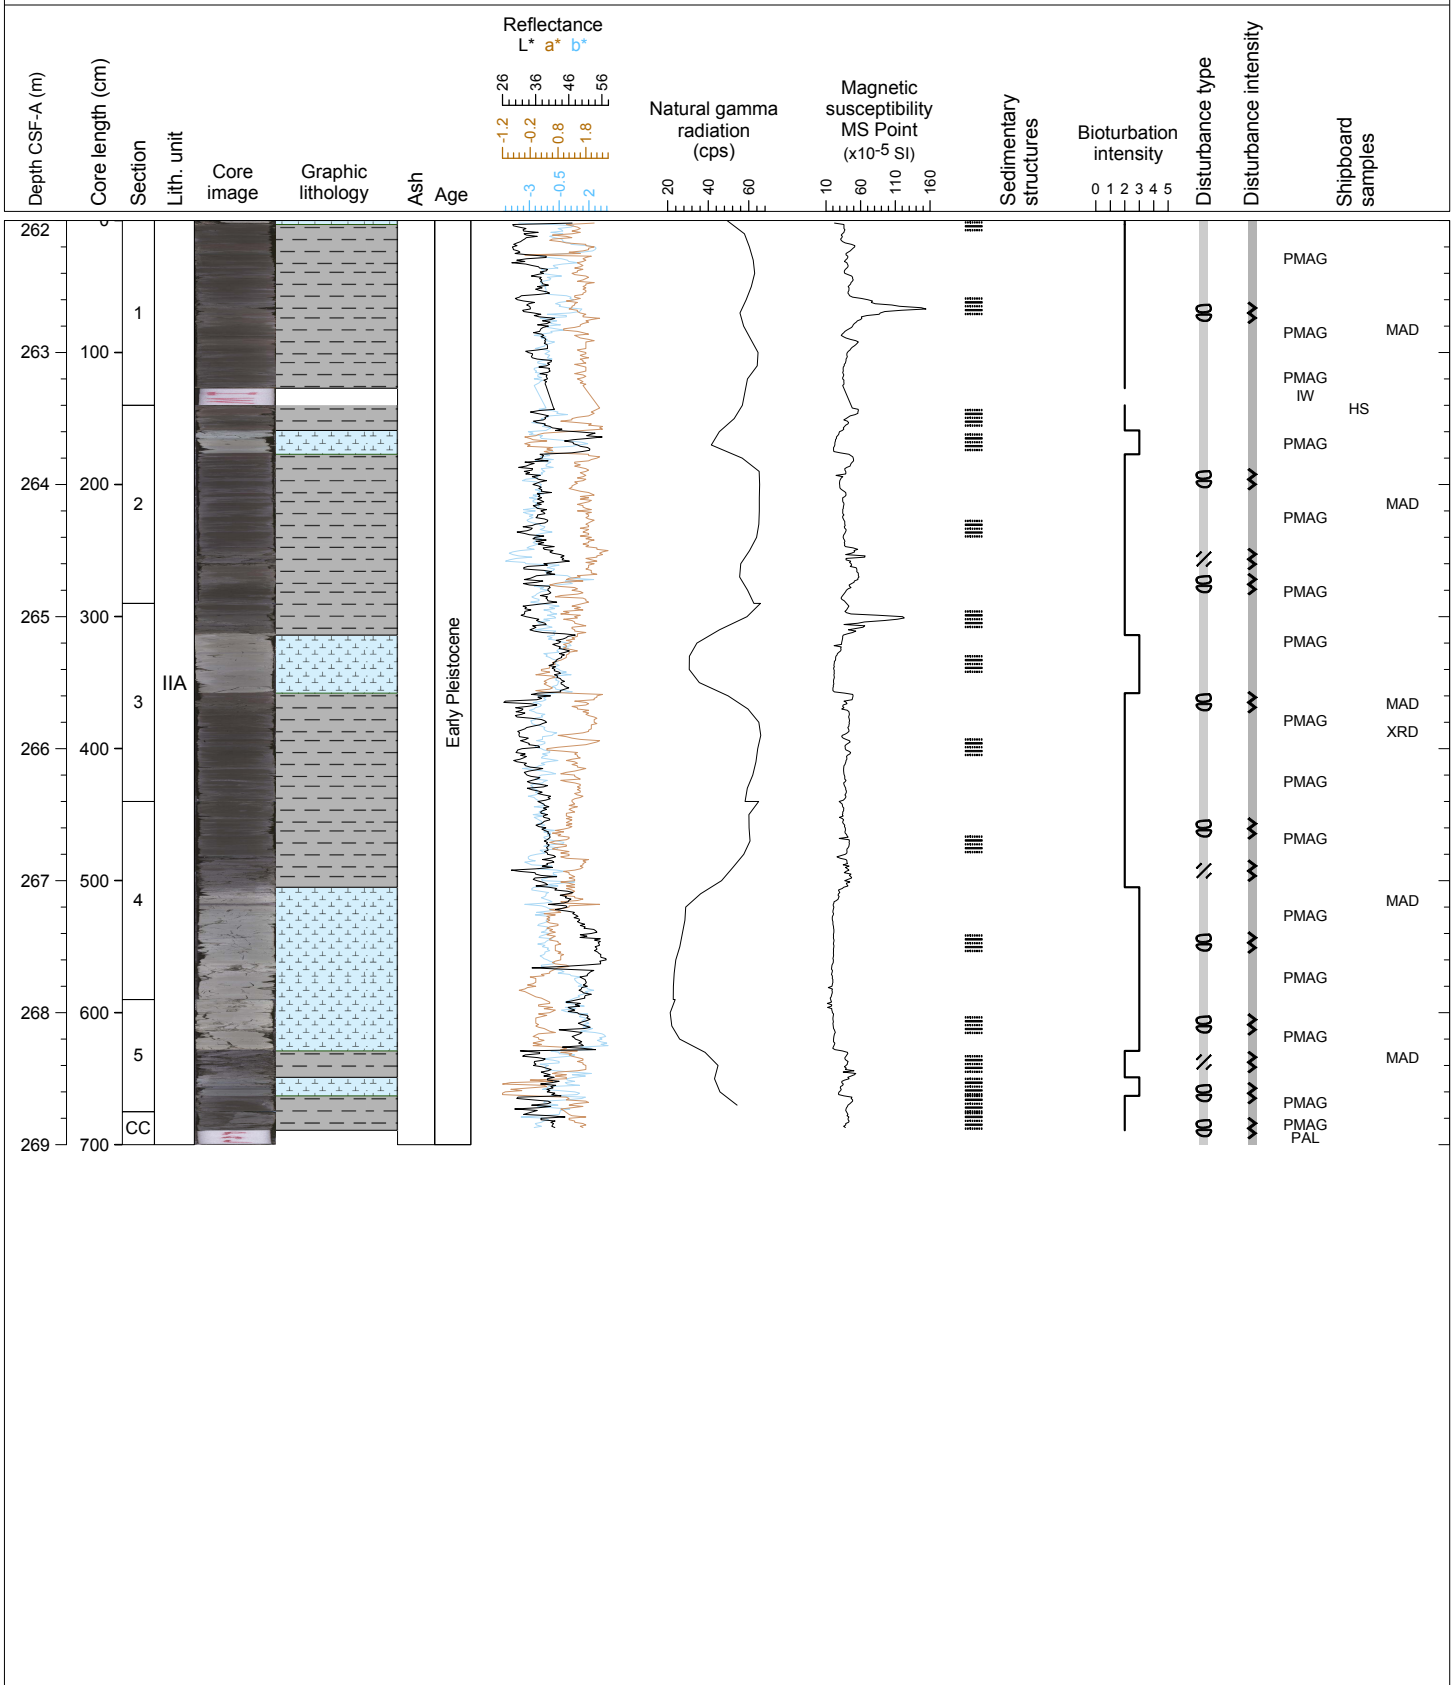 Reflectance
L* a* b*
Depth CSF-A (m)
Core length (cm)
Section
Lith. unit
Core
image
Graphic
lithology
Ash
Age
26 36 46 56
-1.2 -0.2 0.8 1.8
-3 -0.5 2
Natural gamma
radiation
(cps)
20 40 60
Magnetic
susceptibility
MS Point
(x10-5 SI)
10 60 110 160
Sedimentary
structures
Bioturbation
intensity
0 1 2 3 4 5
Disturbance type
Disturbance intensity
Shipboard
samples
262 0
PMAG
1
PMAG MAD
263 100
PMAG
IW
HS
PMAG
264 200
2 MAD
PMAG
PMAG
265 300
PMAG
IIA
3 MAD
Early Pleistocene
PMAG
XRD
266 400
PMAG
PMAG
267 500
4 MAD
PMAG
PMAG
268 600
PMAG
5 MAD
PMAG
CC PMAG
PAL
269 700